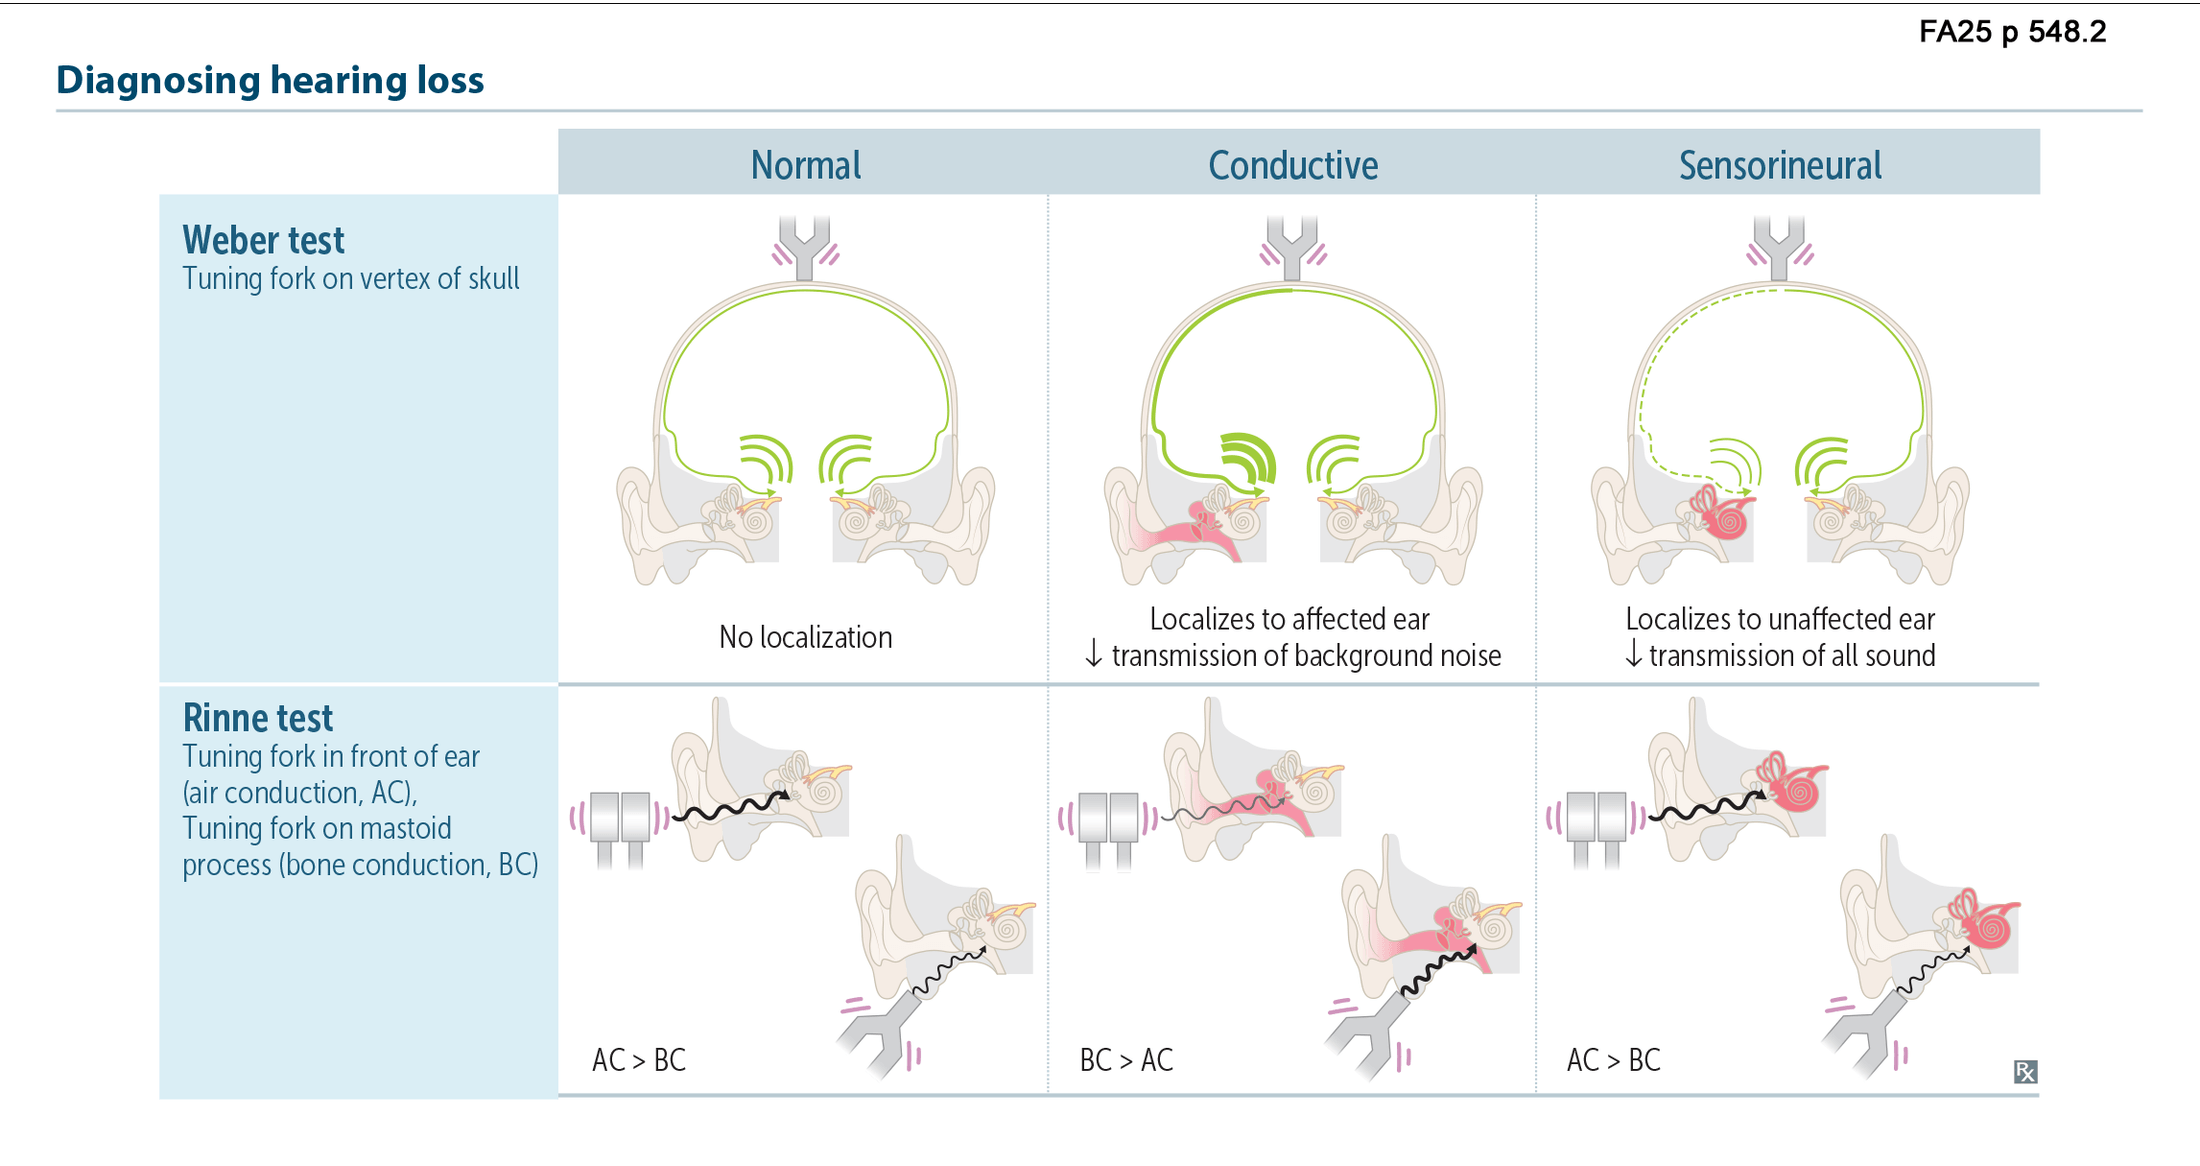 FA25 p 548.2
Diagnosing hearing loss
Normal
Conductive
Sensorineural
Weber test
Tuning fork on vertex of skull
No localization
Localizes to affected ear
↓ transmission of background noise
Localizes to unaffected ear
↓ transmission of all sound
Rinne test
Tuning fork in front of ear
(air conduction, AC),
Tuning fork on mastoid
process (bone conduction, BC)
AC > BC
BC > AC
AC > BC
Rx